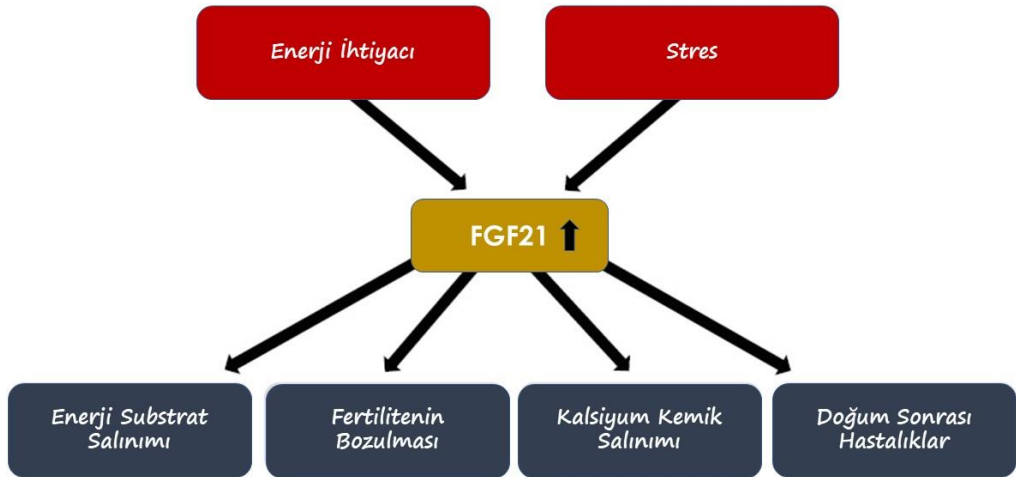 Enerji İhtiyacı
Stres
FGF21
Enerji Substrat
Salınımı
Fertilitenin
Bozulması
Kalsiyum Kemik
Salınımı
Doğum Sonrası
Hastalıklar